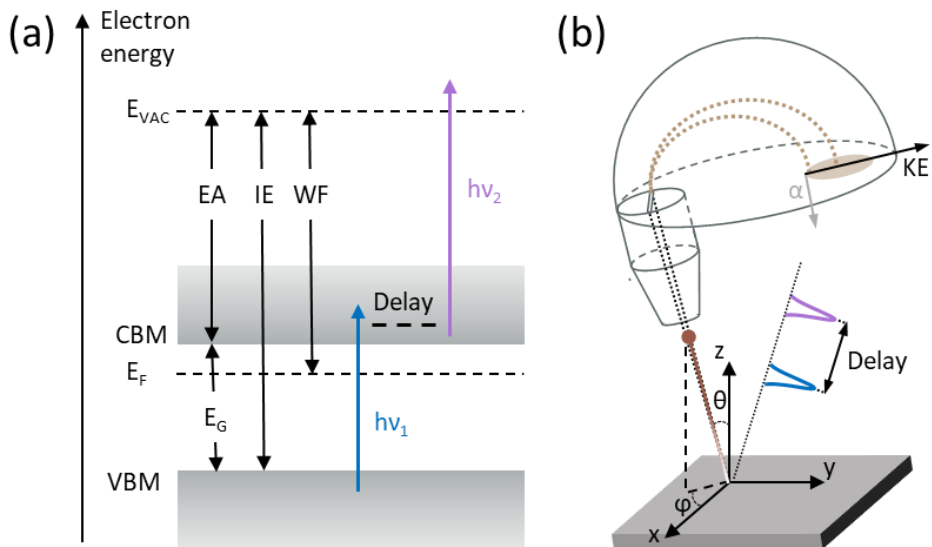 (a)
Electron
energy
E_VAC
EA
IE
WF
hν₂
Delay
CBM
E_F
E_G
hν₁
VBM
(b)
KE
α
Delay
z
θ
y
φ
x